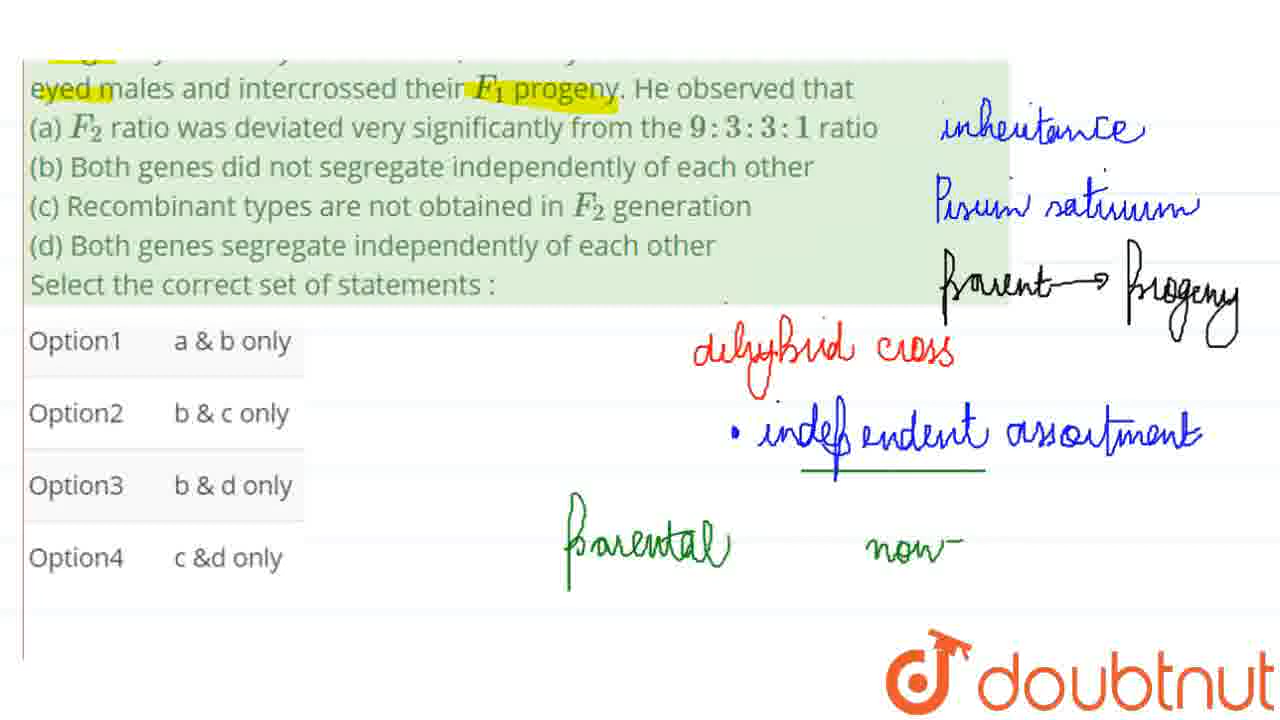 eyed males and intercrossed their F₁ progeny. He observed that
(a) F₂ ratio was deviated very significantly from the 9 : 3 : 3 : 1 ratio
(b) Both genes did not segregate independently of each other
(c) Recombinant types are not obtained in F₂ generation
(d) Both genes segregate independently of each other
Select the correct set of statements :
Option1 a & b only
Option2 b & c only
Option3 b & d only
Option4 c &d only
inheritance
Pisum sativum
parent → progeny
dihybrid cross
• independent assortment
parental non-
doubtnut